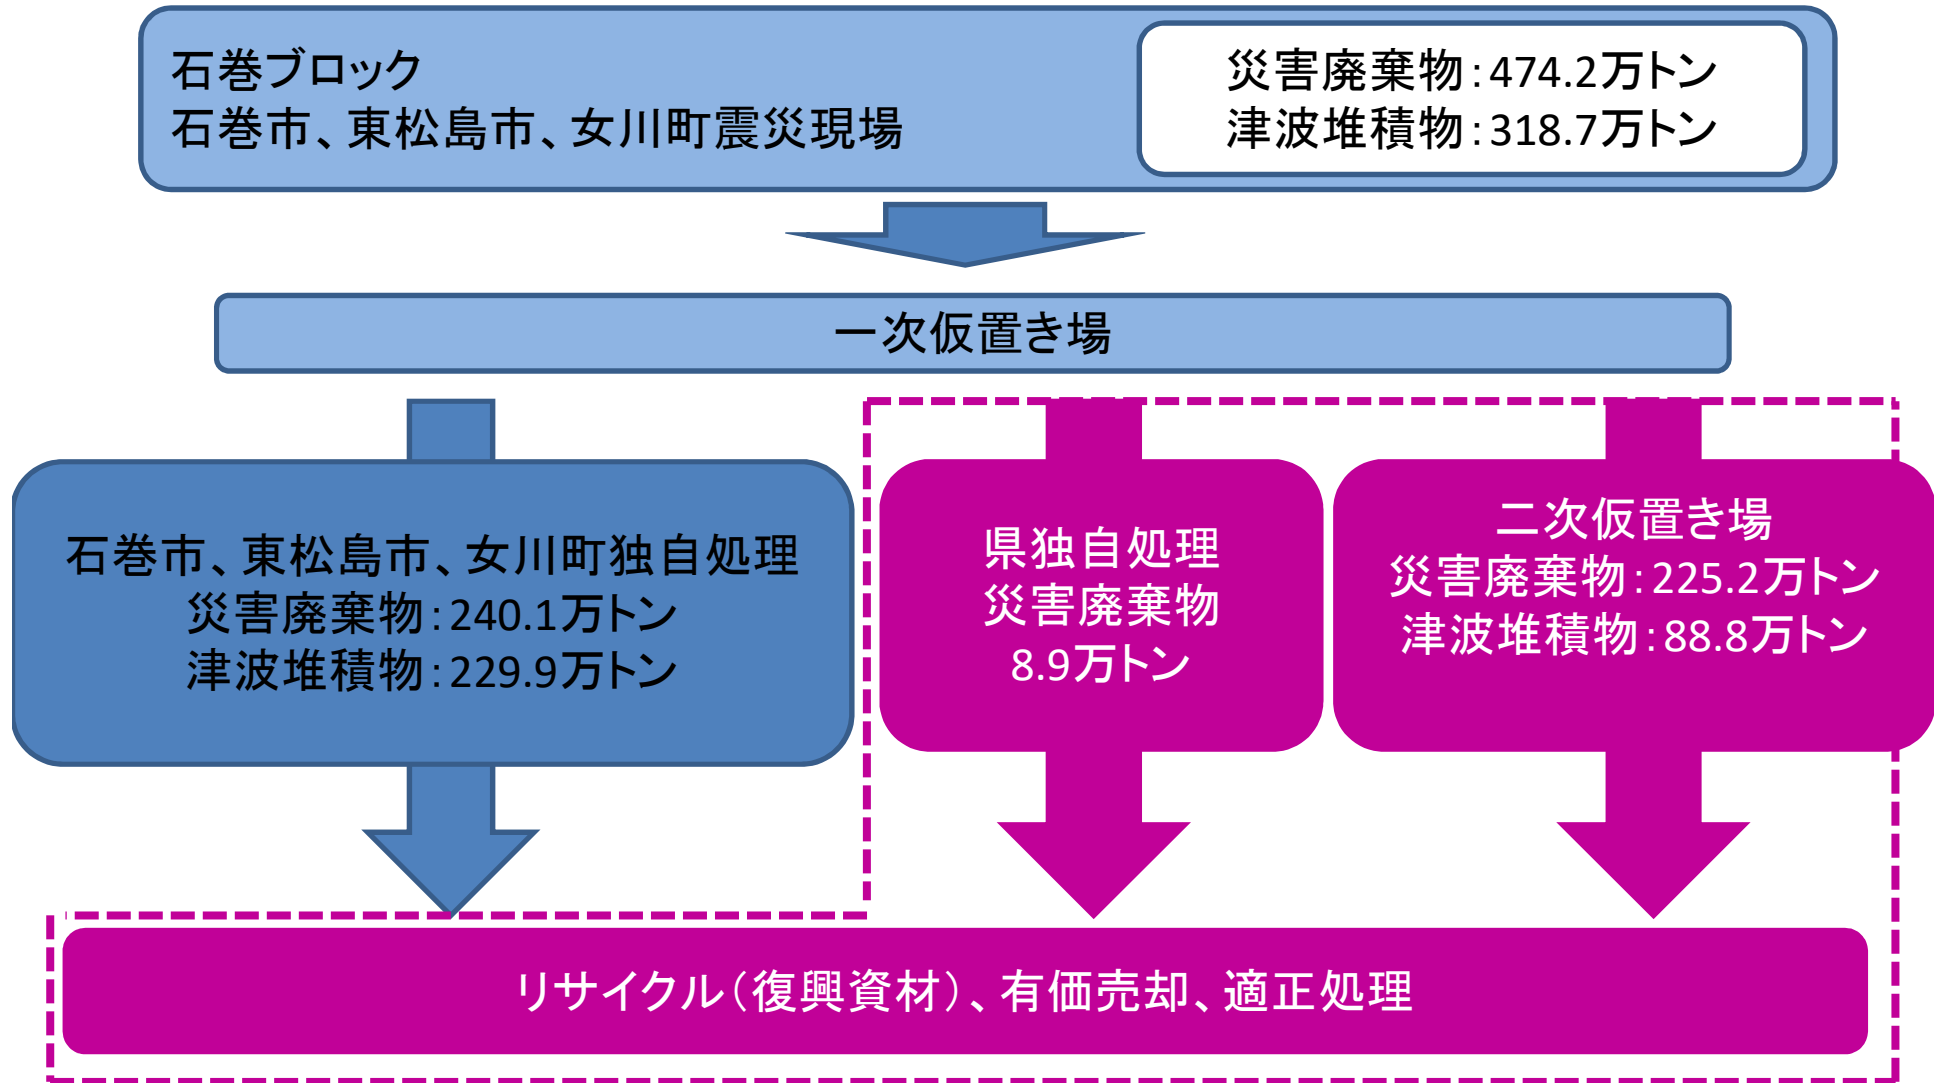 石巻ブロック
石巻市、東松島市、女川町震災現場
災害廃棄物：474.2万トン
津波堆積物：318.7万トン
一次仮置き場
石巻市、東松島市、女川町独自処理
災害廃棄物：240.1万トン
津波堆積物：229.9万トン
県独自処理
災害廃棄物
8.9万トン
二次仮置き場
災害廃棄物：225.2万トン
津波堆積物：88.8万トン
リサイクル（復興資材）、有価売却、適正処理